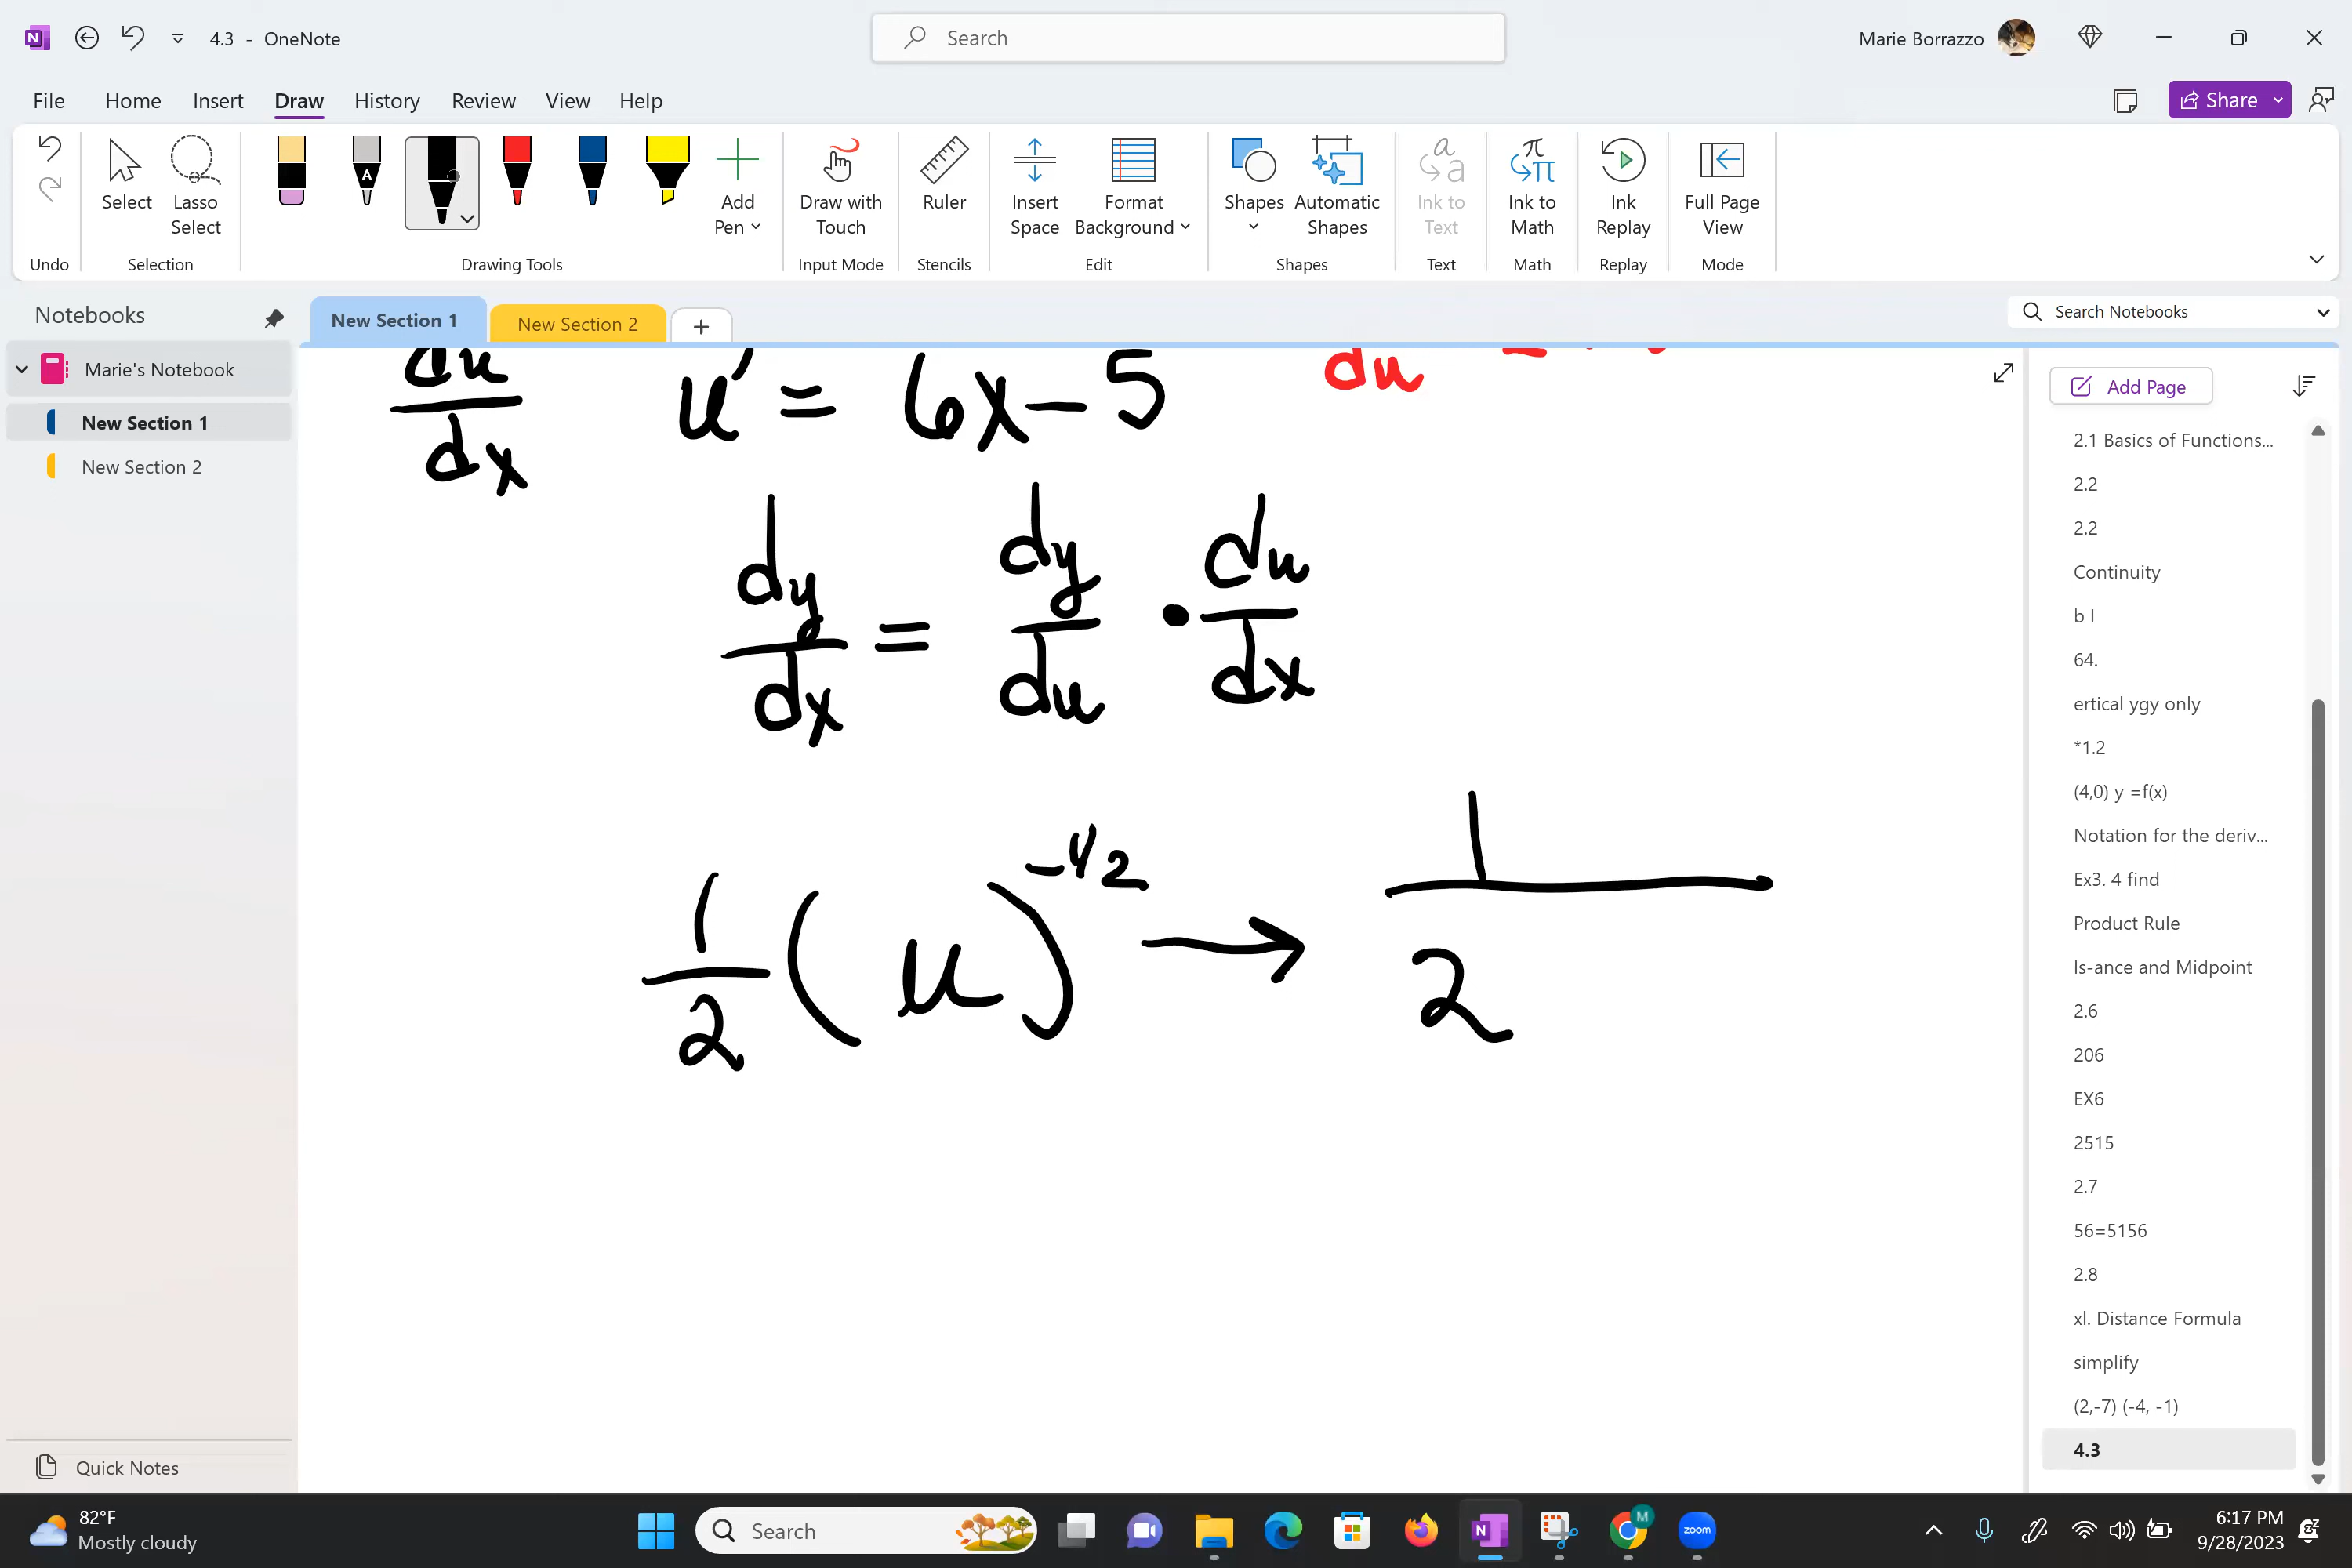 4.3 - OneNote
Search
Marie Borrazzo
File Home Insert Draw History Review View Help
Share
Undo
Select
Lasso Select
Selection
A
Drawing Tools
Add Pen
Draw with Touch
Input Mode
Ruler
Stencils
Insert Space
Format Background
Edit
Shapes
Automatic Shapes
Shapes
Ink to Text
Text
Ink to Math
Math
Ink Replay
Replay
Full Page View
Mode
Notebooks
New Section 1
New Section 2
+
Search Notebooks
Marie's Notebook
New Section 1
New Section 2
Quick Notes
du/dx u' = 6x - 5
du
dy/dx = dy/du · du/dx
1/2 (u)^-1/2 → 1/2
Add Page
2.1 Basics of Functions...
2.2
2.2
Continuity
b I
64.
ertical ygy only
*1.2
(4,0) y =f(x)
Notation for the deriv...
Ex3. 4 find
Product Rule
Is-ance and Midpoint
2.6
206
EX6
2515
2.7
56=5156
2.8
xl. Distance Formula
simplify
(2,-7) (-4, -1)
4.3
82°F
Mostly cloudy
Search
M
zoom
6:17 PM
9/28/2023